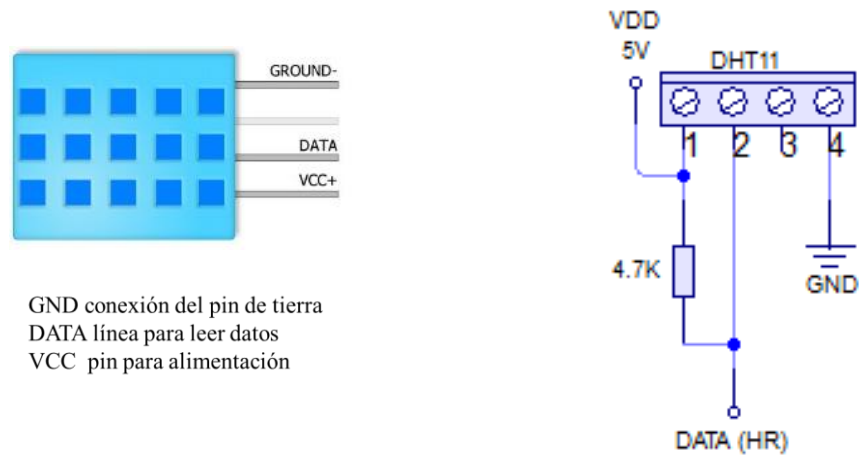 GROUND-
DATA
VCC+
GND conexión del pin de tierra
DATA línea para leer datos
VCC pin para alimentación
VDD
5V
DHT11
1 2 3 4
4.7K
GND
DATA (HR)